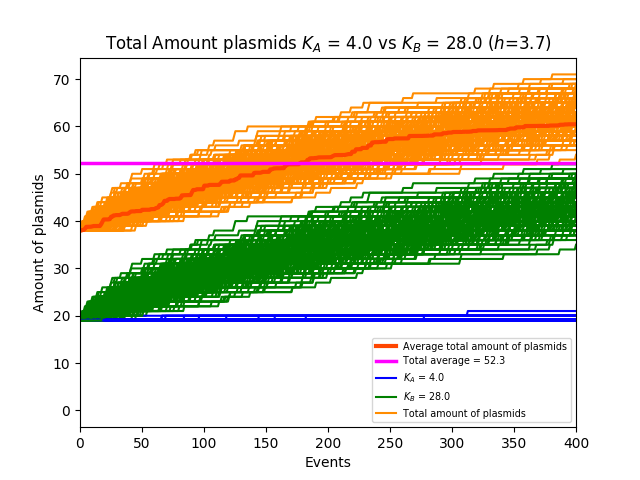 Total Amount plasmids K_A = 4.0 vs K_B = 28.0 (h=3.7)
Amount of plasmids
70
60
50
40
30
20
10
0
Average total amount of plasmids
Total average = 52.3
K_A = 4.0
K_B = 28.0
Total amount of plasmids
0 50 100 150 200 250 300 350 400
Events